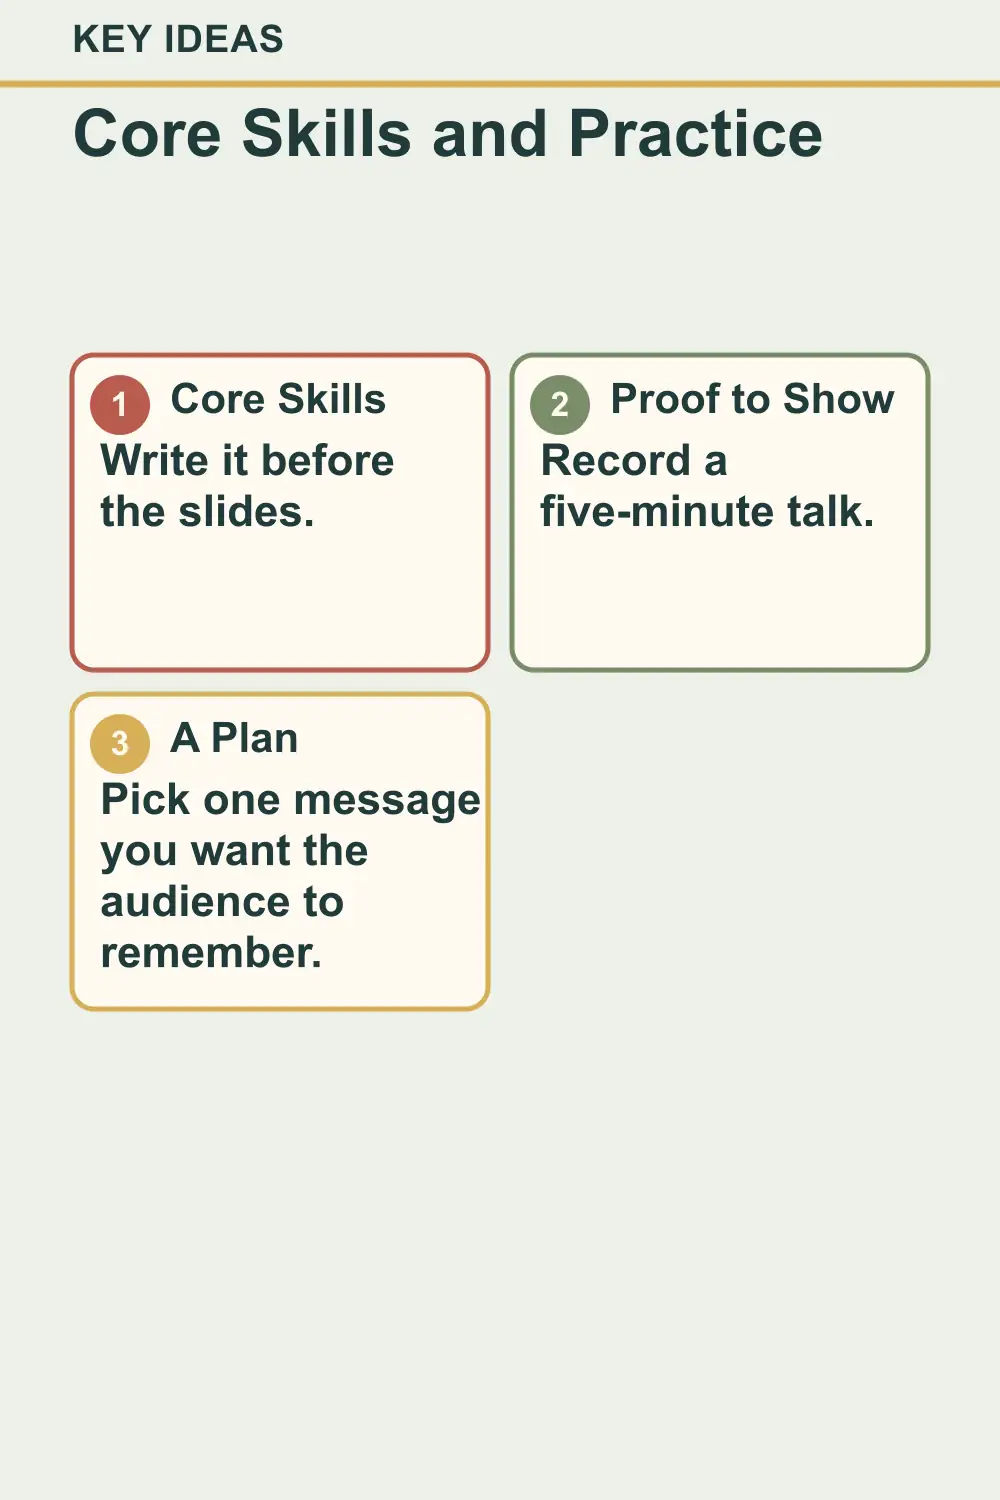 KEY IDEAS
Core Skills and Practice
1 Core Skills
Write it before
the slides.
2 Proof to Show
Record a
five-minute talk.
3 A Plan
Pick one message
you want the
audience to
remember.